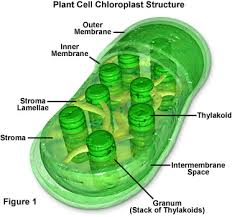 Plant Cell Chloroplast Structure
Outer
Membrane
Inner
Membrane
Stroma
Lamellae
Stroma
Thylakoid
Intermembrane
Space
Granum
(Stack of Thylakoids)
Figure 1